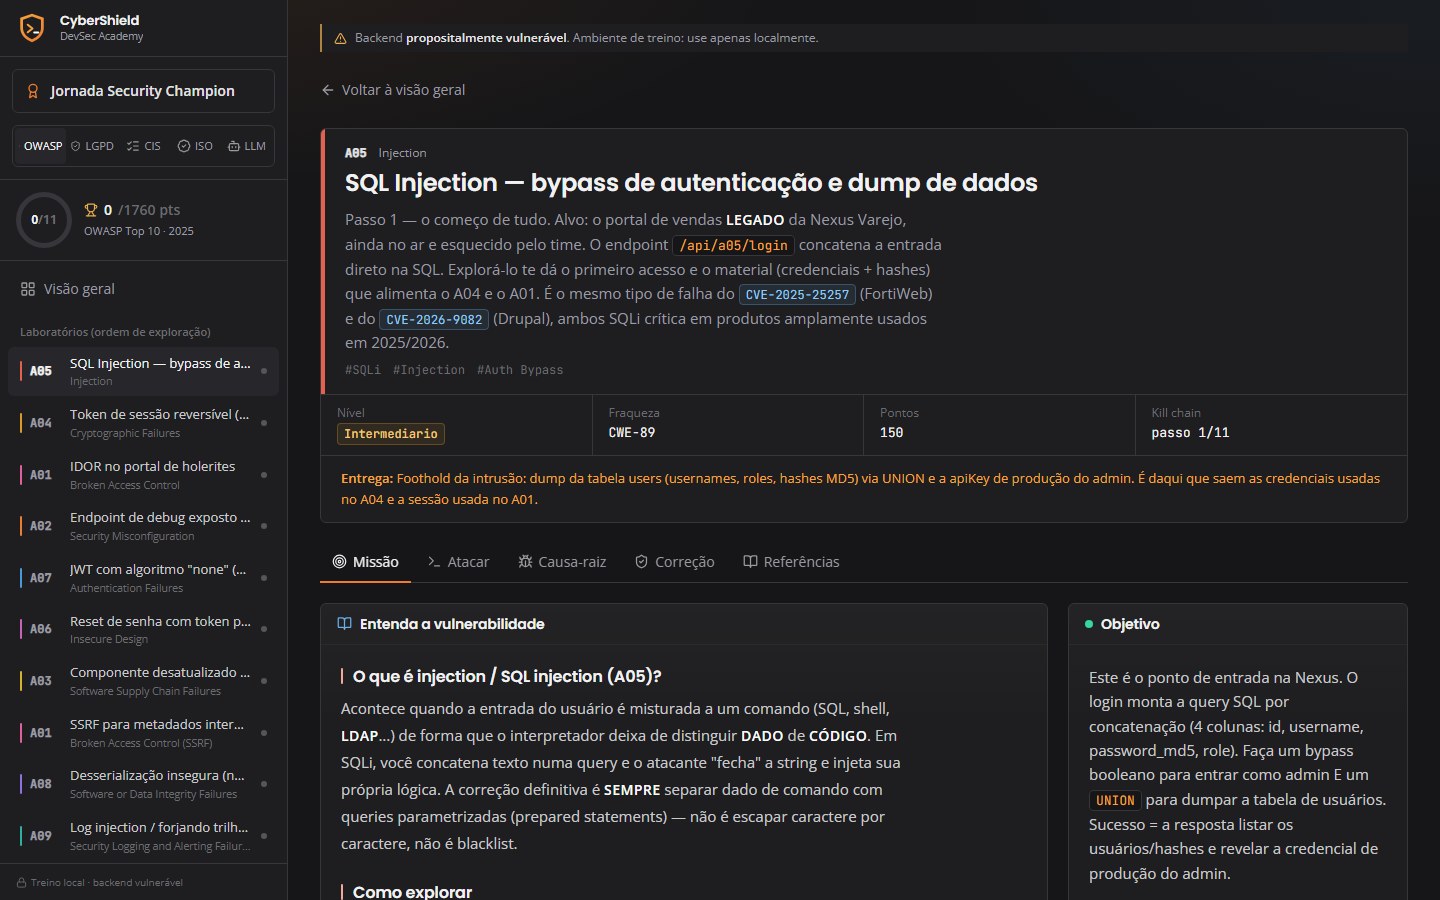 CyberShield
DevSec Academy
Jornada Security Champion
OWASP LGPD CIS ISO LLM
0/11
0 /1760 pts
OWASP Top 10 · 2025
Visão geral
Laboratórios (ordem de exploração)
A05 SQL Injection — bypass de a...
Injection
A04 Token de sessão reversível (...
Cryptographic Failures
A01 IDOR no portal de holerites
Broken Access Control
A02 Endpoint de debug exposto ...
Security Misconfiguration
A07 JWT com algoritmo "none" (...
Authentication Failures
A06 Reset de senha com token p...
Insecure Design
A03 Componente desatualizado ...
Software Supply Chain Failures
A01 SSRF para metadados inter...
Broken Access Control (SSRF)
A08 Desserialização insegura (n...
Software or Data Integrity Failures
A09 Log injection / forjando trilh...
Security Logging and Alerting Failur...
Treino local · backend vulnerável
Backend propositalmente vulnerável. Ambiente de treino: use apenas localmente.
Voltar à visão geral
A05 Injection
SQL Injection — bypass de autenticação e dump de dados
Passo 1 — o começo de tudo. Alvo: o portal de vendas LEGADO da Nexus Varejo,
ainda no ar e esquecido pelo time. O endpoint /api/a05/login concatena a entrada
direto na SQL. Explorá-lo te dá o primeiro acesso e o material (credenciais + hashes)
que alimenta o A04 e o A01. É o mesmo tipo de falha do CVE-2025-25257 (FortiWeb)
e do CVE-2026-9082 (Drupal), ambos SQLi crítica em produtos amplamente usados
em 2025/2026.
#SQLi #Injection #Auth Bypass
Nível
Intermediario
Fraqueza
CWE-89
Pontos
150
Kill chain
passo 1/11
Entrega: Foothold da intrusão: dump da tabela users (usernames, roles, hashes MD5) via UNION e a apiKey de produção do admin. É daqui que saem as credenciais usadas
no A04 e a sessão usada no A01.
Missão Atacar Causa-raiz Correção Referências
Entenda a vulnerabilidade
O que é injection / SQL injection (A05)?
Acontece quando a entrada do usuário é misturada a um comando (SQL, shell,
LDAP...) de forma que o interpretador deixa de distinguir DADO de CÓDIGO. Em
SQLi, você concatena texto numa query e o atacante "fecha" a string e injeta sua
própria lógica. A correção definitiva é SEMPRE separar dado de comando com
queries parametrizadas (prepared statements) — não é escapar caractere por
caractere, não é blacklist.
Como explorar
Objetivo
Este é o ponto de entrada na Nexus. O
login monta a query SQL por
concatenação (4 colunas: id, username,
password_md5, role). Faça um bypass
booleano para entrar como admin E um
UNION para dumpar a tabela de usuários.
Sucesso = a resposta listar os
usuários/hashes e revelar a credencial de
produção do admin.